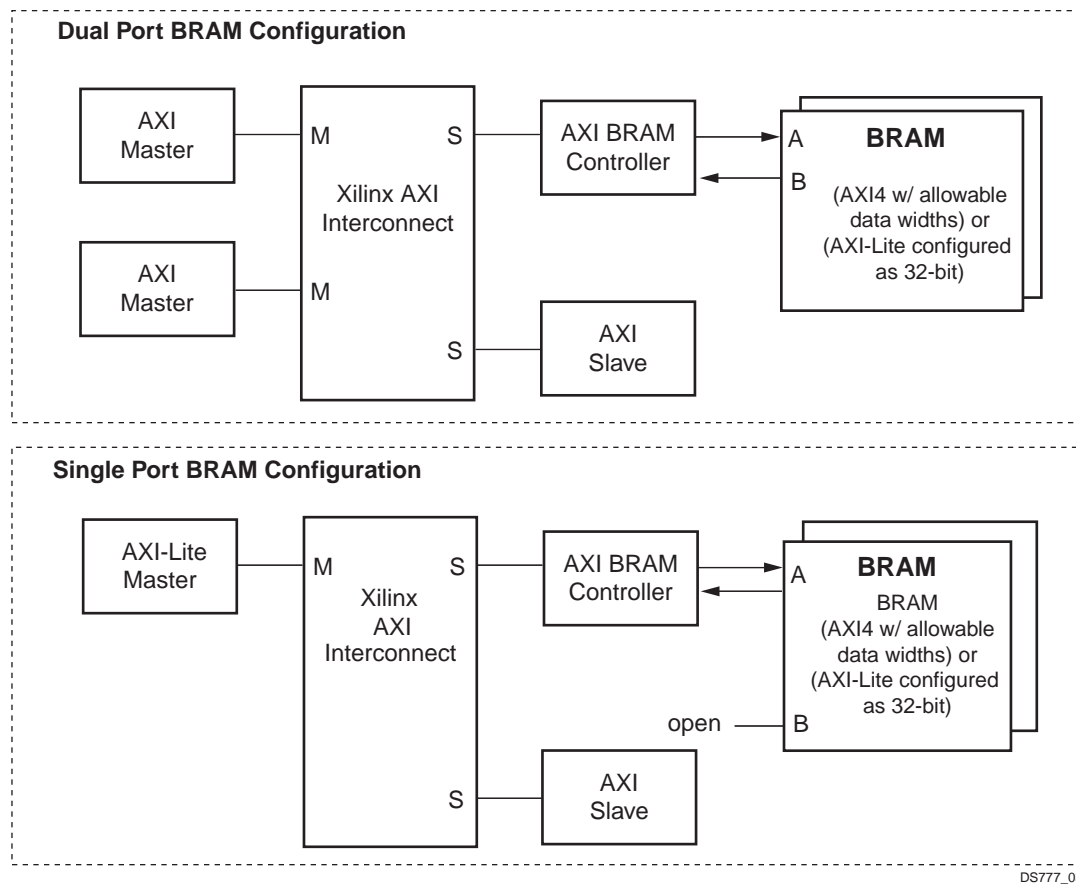 Dual Port BRAM Configuration
AXI
Master
AXI
Master
M
S
Xilinx AXI
Interconnect
M
S
AXI BRAM
Controller
AXI
Slave
A
BRAM
B
(AXI4 w/ allowable
data widths) or
(AXI-Lite configured
as 32-bit)
Single Port BRAM Configuration
AXI-Lite
Master
M
S
Xilinx
AXI
Interconnect
S
AXI BRAM
Controller
AXI
Slave
A
BRAM
BRAM
(AXI4 w/ allowable
data widths) or
(AXI-Lite configured
as 32-bit)
open
B
DS777_0